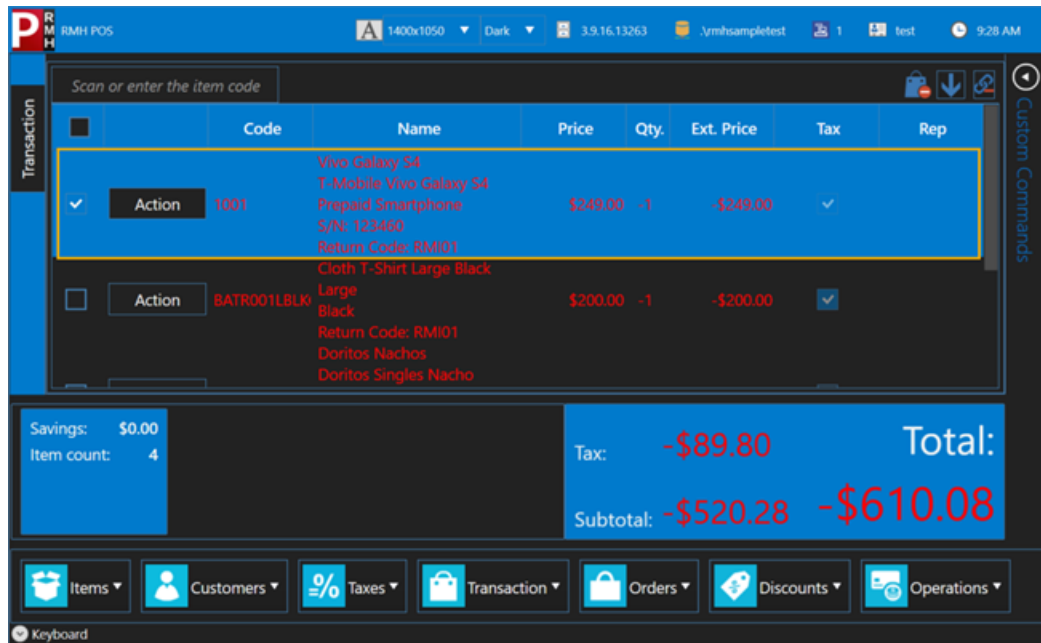 P RMH RMH POS
A 1400x1050 Dark 3.9.16.13263 .\rmhsampletest 1 test 9:28 AM
Scan or enter the item code
Transaction
Custom Commands
Code Name Price Qty. Ext. Price Tax Rep
Vivo Galaxy S4
T-Mobile Vivo Galaxy S4
Action 1001 Prepaid Smartphone $249.00 -1 -$249.00
S/N: 123460
Return Code: RMI01
Cloth T-Shirt Large Black
Action BATR001LBLK Large $200.00 -1 -$200.00
Black
Return Code: RMI01
Doritos Nachos
Doritos Singles Nacho
Savings: $0.00
Item count: 4
Tax: -$89.80 Total:
Subtotal: -$520.28 -$610.08
Items Customers Taxes Transaction Orders Discounts Operations
Keyboard